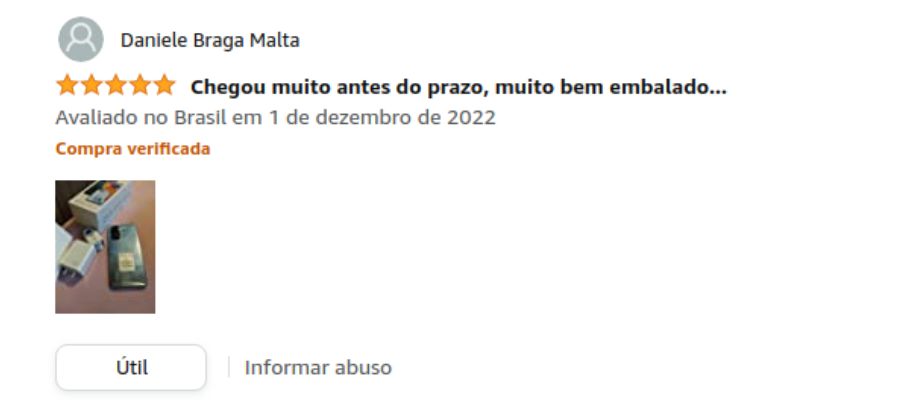 Daniele Braga Malta
Chegou muito antes do prazo, muito bem embalado...
Avaliado no Brasil em 1 de dezembro de 2022
Compra verificada
Útil
Informar abuso